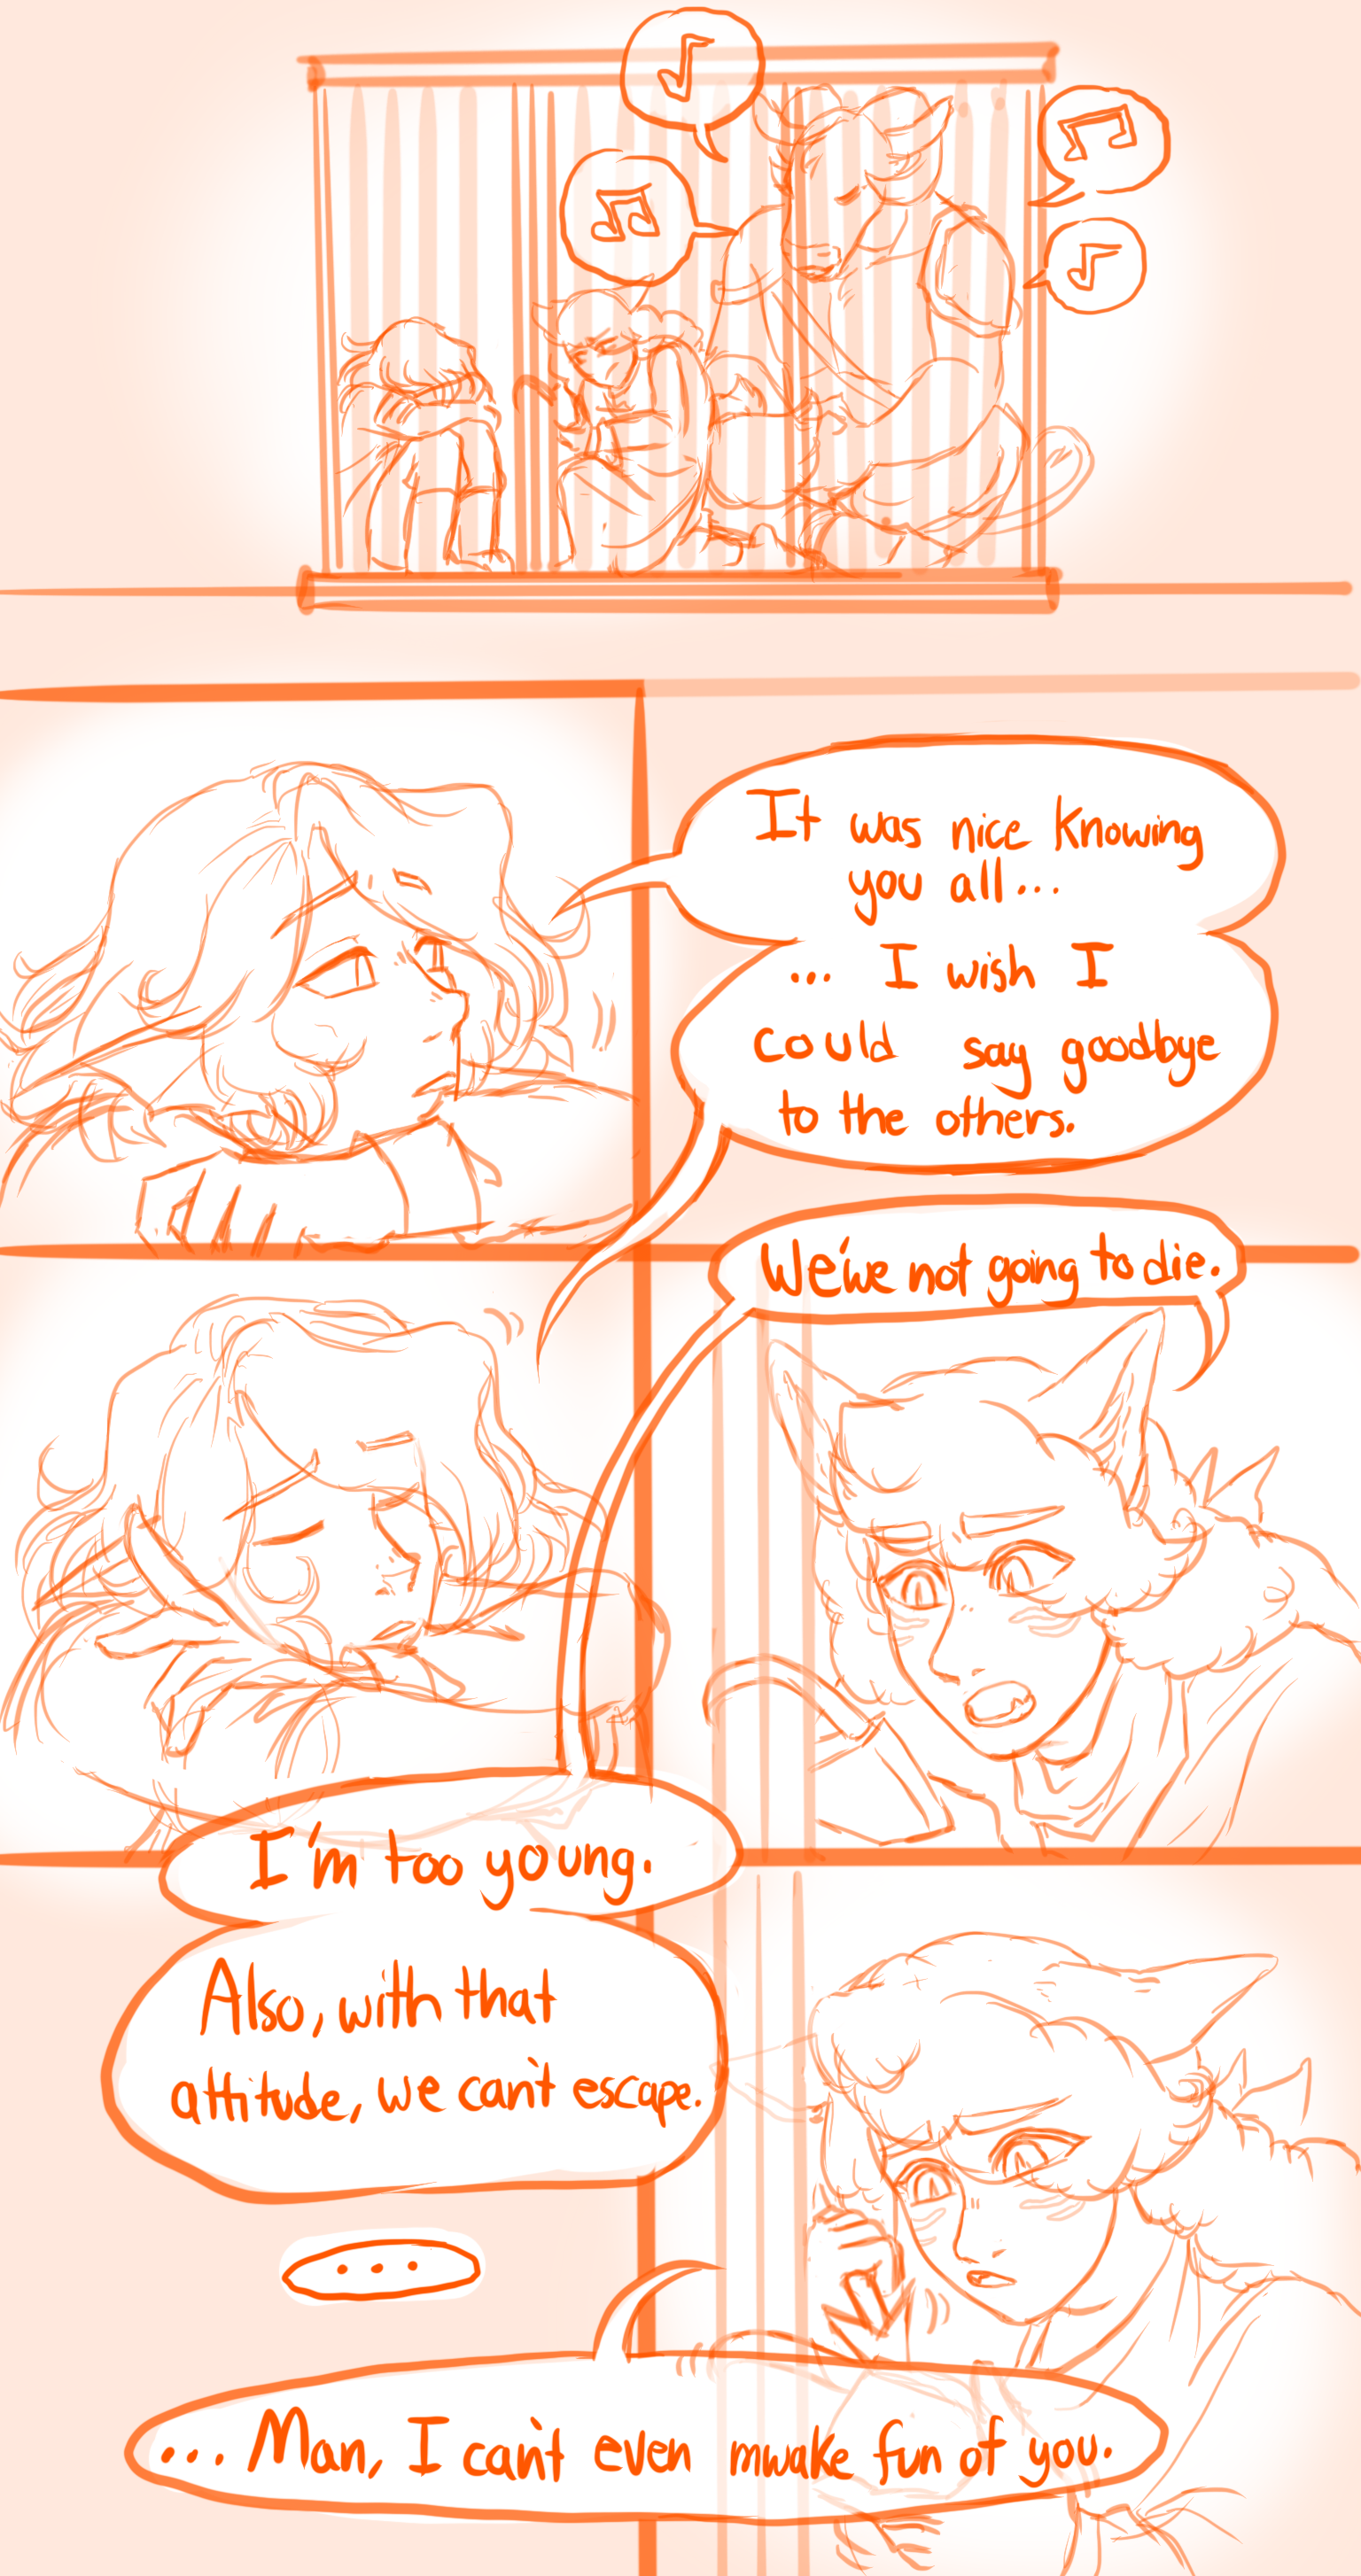 It was nice knowing
you all...
... I wish I
could say goodbye
to the others.
We'we not going to die.
I'm too young.
Also, with that
attitude, we can't escape.
...
... Man, I can't even mwake fun of you.